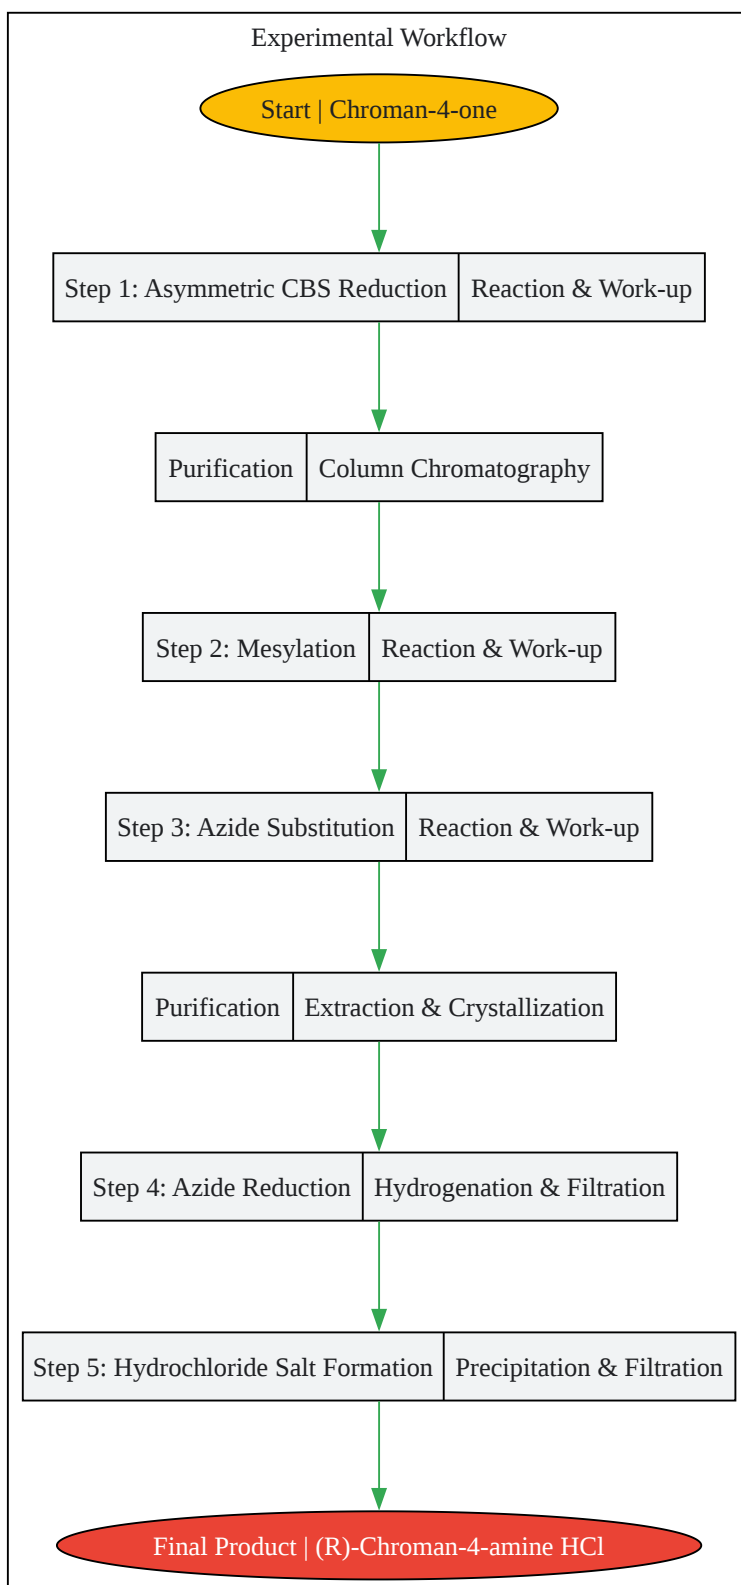 Experimental Workflow
Start | Chroman-4-one
Step 1: Asymmetric CBS Reduction Reaction & Work-up
Purification Column Chromatography
Step 2: Mesylation Reaction & Work-up
Step 3: Azide Substitution Reaction & Work-up
Purification Extraction & Crystallization
Step 4: Azide Reduction Hydrogenation & Filtration
Step 5: Hydrochloride Salt Formation Precipitation & Filtration
Final Product | (R)-Chroman-4-amine HCl